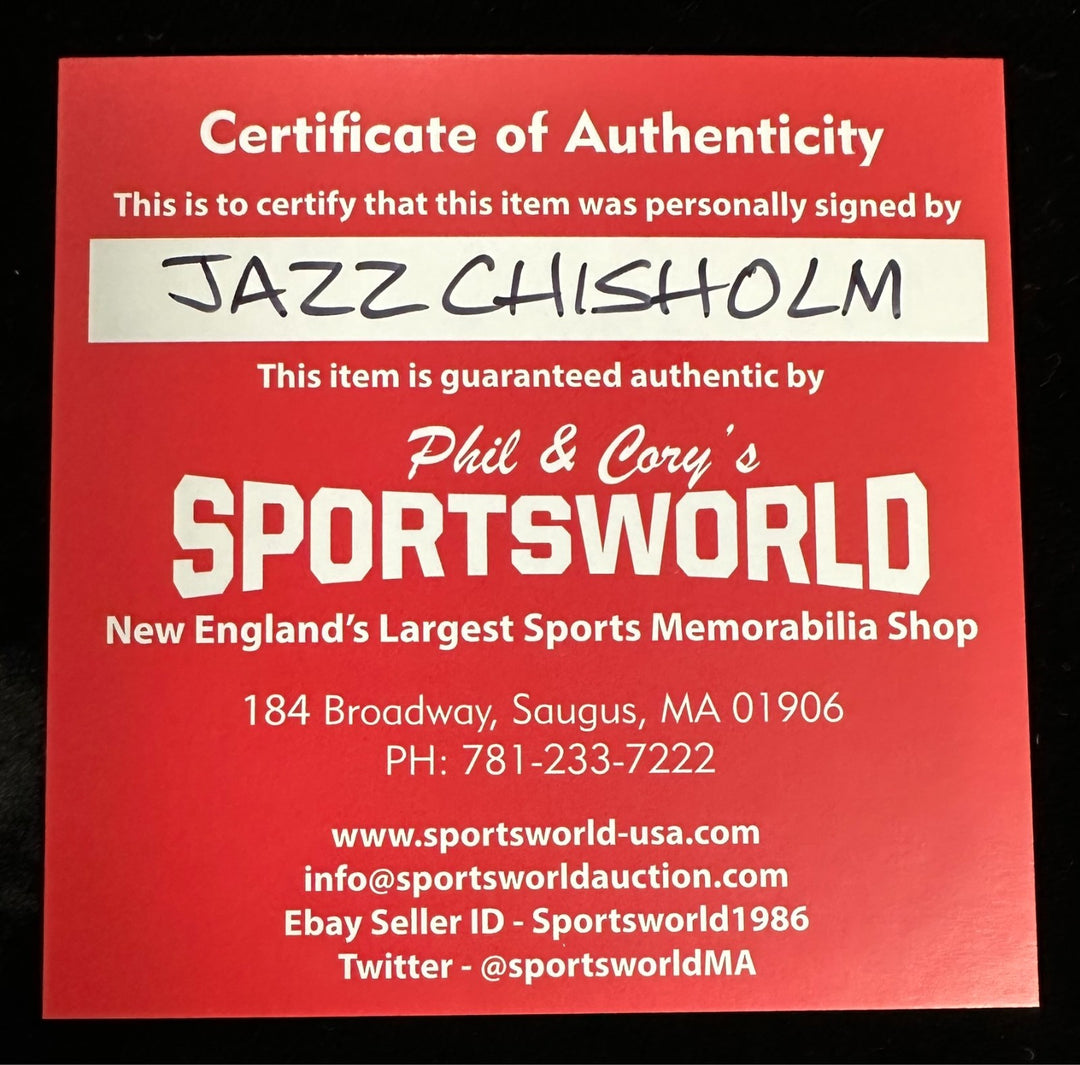 Certificate of Authenticity
This is to certify that this item was personally signed by
JAZZ CHISHOLM
This item is guaranteed authentic by
Phil & Cory's
SPORTSWORLD
New England's Largest Sports Memorabilia Shop
184 Broadway, Saugus, MA 01906
PH: 781-233-7222
www.sportsworld-usa.com
info@sportsworldauction.com
Ebay Seller ID - Sportsworld1986
Twitter - @sportsworldMA